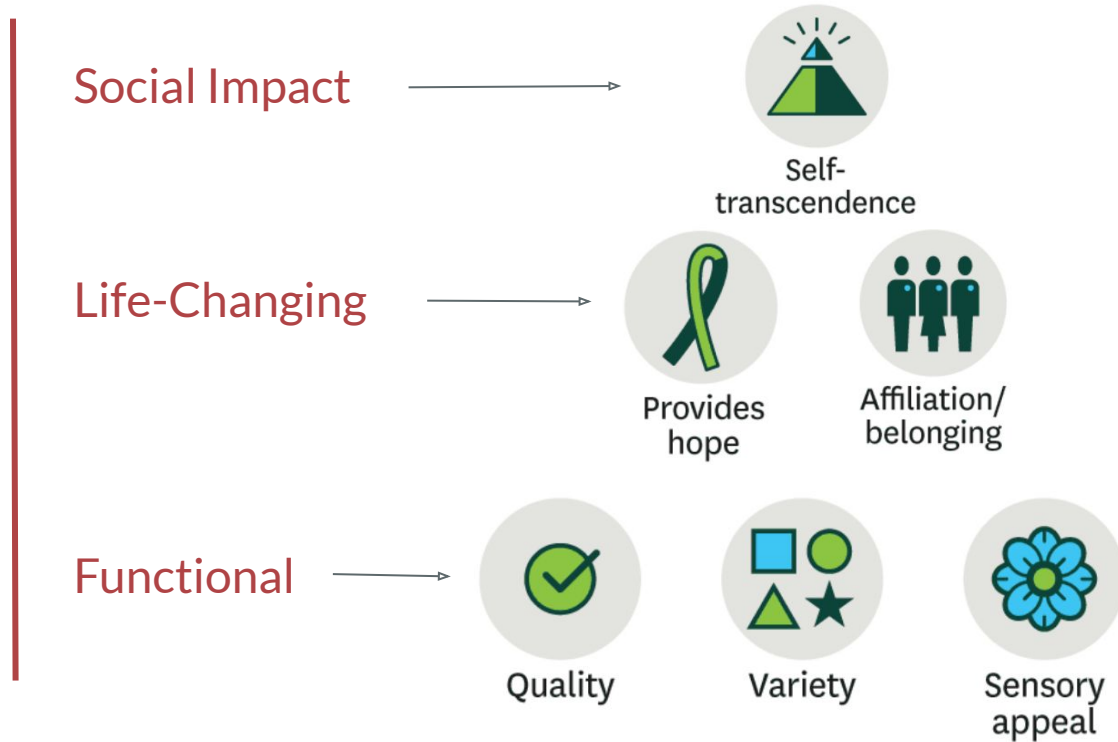 Social Impact
Self-
transcendence
Life-Changing
Provides
hope
Affiliation/
belonging
Functional
Quality
Variety
Sensory
appeal